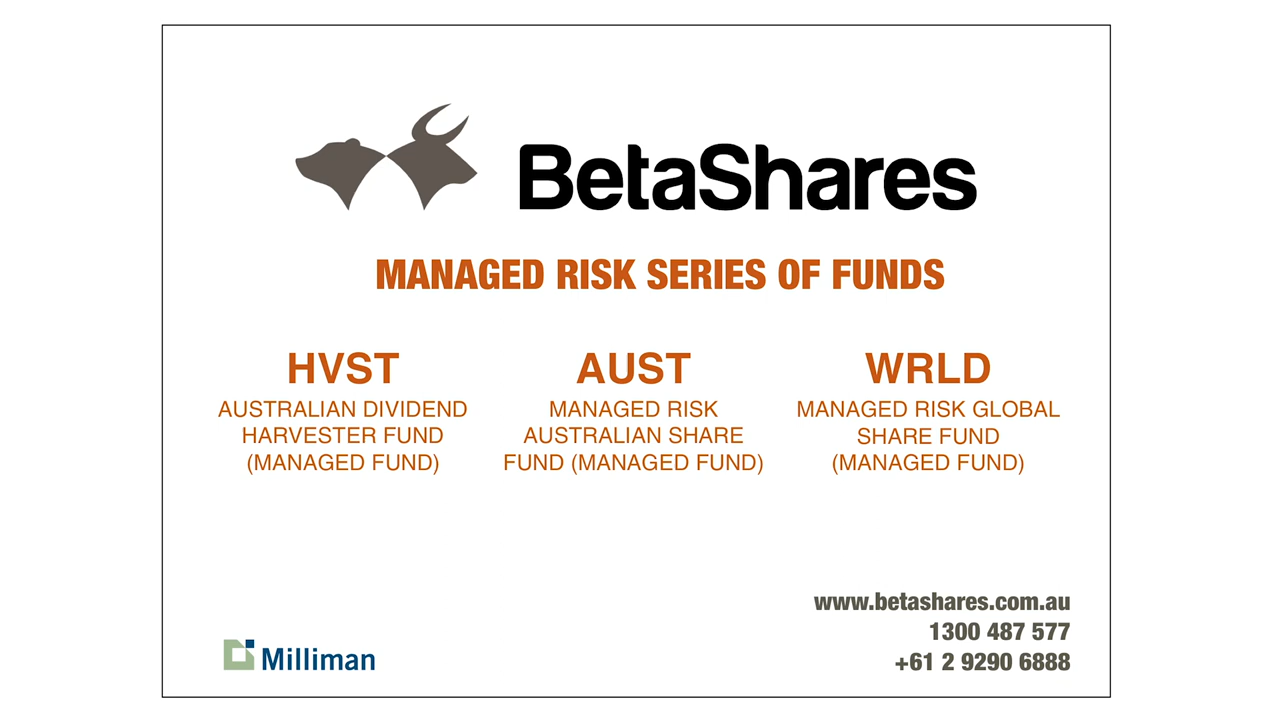 BetaShares
MANAGED RISK SERIES OF FUNDS
HVST
AUSTRALIAN DIVIDEND
HARVESTER FUND
(MANAGED FUND)
AUST
MANAGED RISK
AUSTRALIAN SHARE
FUND (MANAGED FUND)
WRLD
MANAGED RISK GLOBAL
SHARE FUND
(MANAGED FUND)
www.betashares.com.au
1300 487 577
+61 2 9290 6888
Milliman